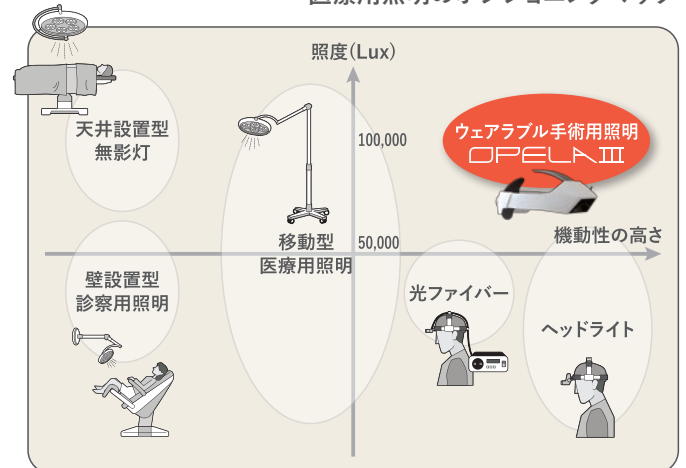 照度(Lux)
天井設置型
無影灯
100,000
ウェアラブル手術用照明
OPELA III
移動型
医療用照明
50,000
機動性の高さ
壁設置型
診察用照明
光ファイバー
ヘッドライト